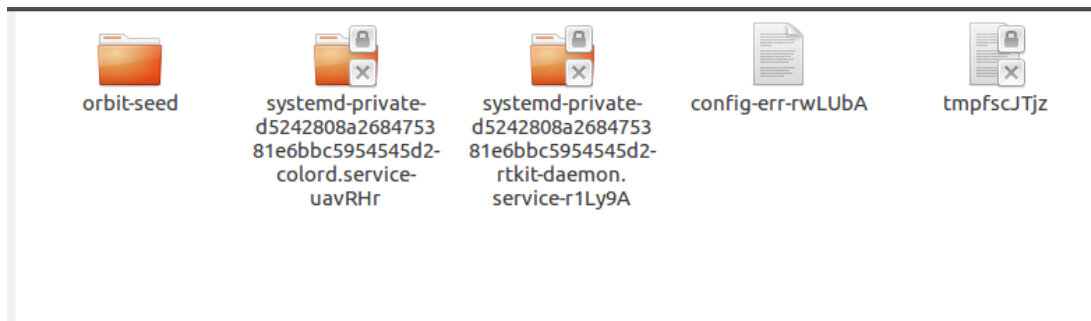 orbit-seed
systemd-private-
d5242808a2684753
81e6bbc5954545d2-
colord.service-
uavRHr
systemd-private-
d5242808a2684753
81e6bbc5954545d2-
rtkit-daemon.
service-r1Ly9A
config-err-rwLUbA
tmpfscJTjz